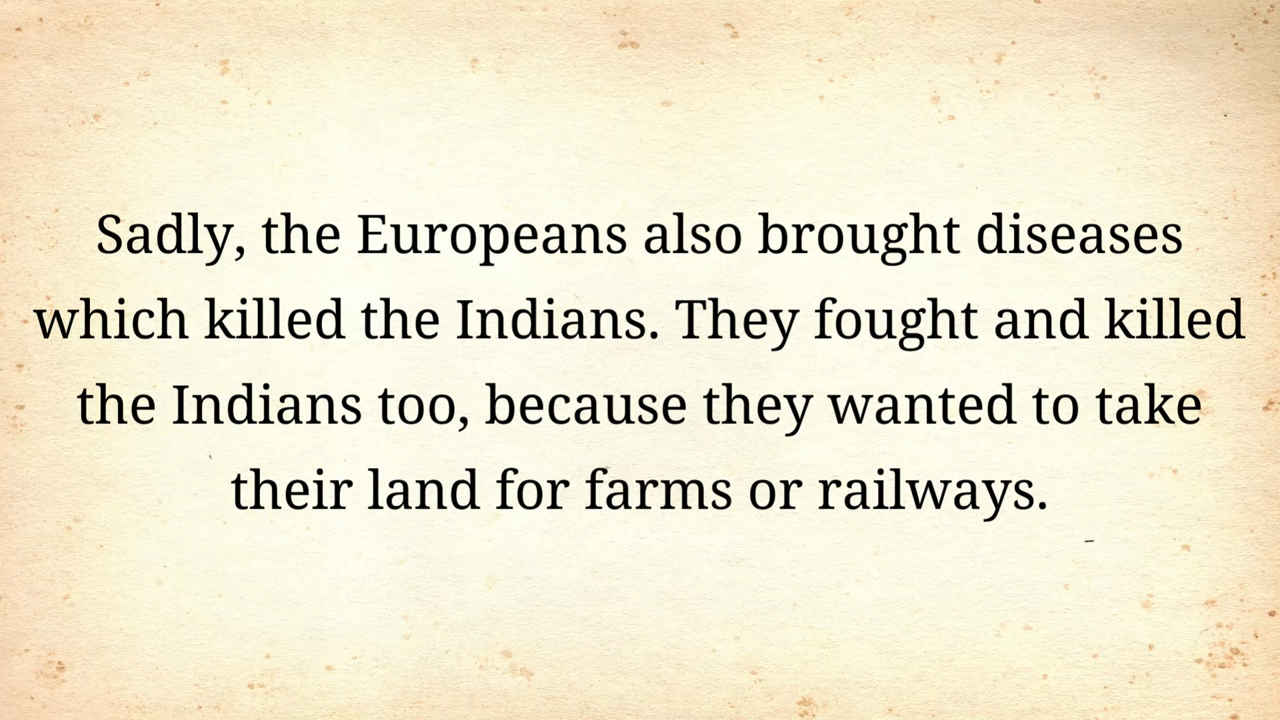 Sadly, the Europeans also brought diseases
which killed the Indians. They fought and killed
the Indians too, because they wanted to take
their land for farms or railways.